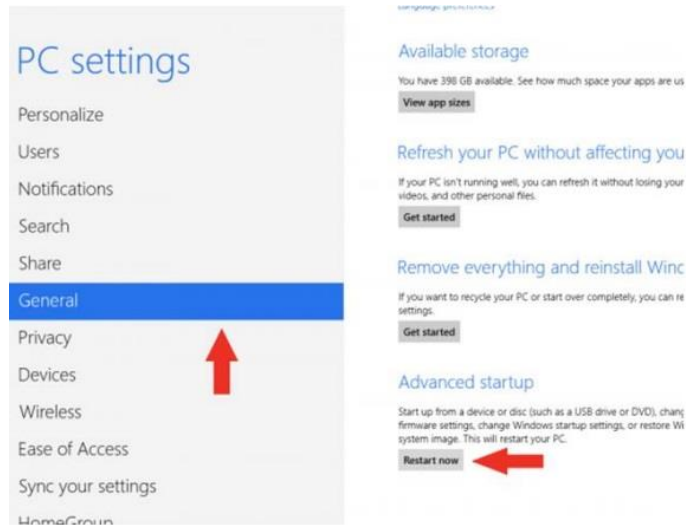 PC settings
Personalize
Users
Notifications
Search
Share
General
Privacy
Devices
Wireless
Ease of Access
Sync your settings
HomeGroup
Language preferences
Available storage
You have 398 GB available. See how much space your apps are us
View app sizes
Refresh your PC without affecting you
If your PC isn't running well, you can refresh it without losing your
videos, and other personal files.
Get started
Remove everything and reinstall Winc
If you want to recycle your PC or start over completely, you can re
settings.
Get started
Advanced startup
Start up from a device or disc (such as a USB drive or DVD), chang
firmware settings, change Windows startup settings, or restore Wi
system image. This will restart your PC.
Restart now